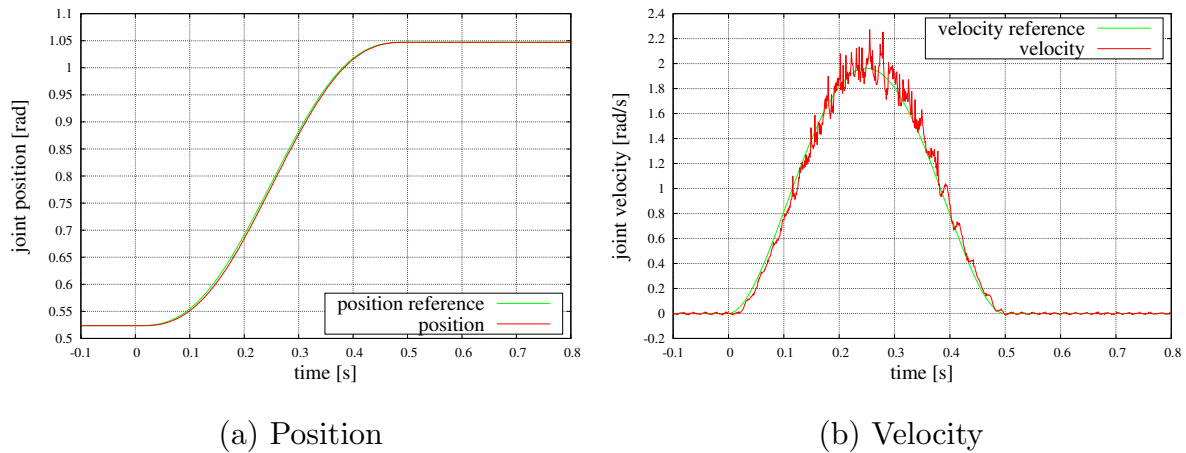 1.1
1.05
1
0.95
0.9
0.85
0.8
0.75
0.7
0.65
0.6
0.55
0.5
joint position [rad]
position reference
position
-0.1 0 0.1 0.2 0.3 0.4 0.5 0.6 0.7 0.8
time [s]
(a) Position
2.4
2.2
2
1.8
1.6
1.4
1.2
1
0.8
0.6
0.4
0.2
0
-0.2
joint velocity [rad/s]
velocity reference
velocity
-0.1 0 0.1 0.2 0.3 0.4 0.5 0.6 0.7 0.8
time [s]
(b) Velocity